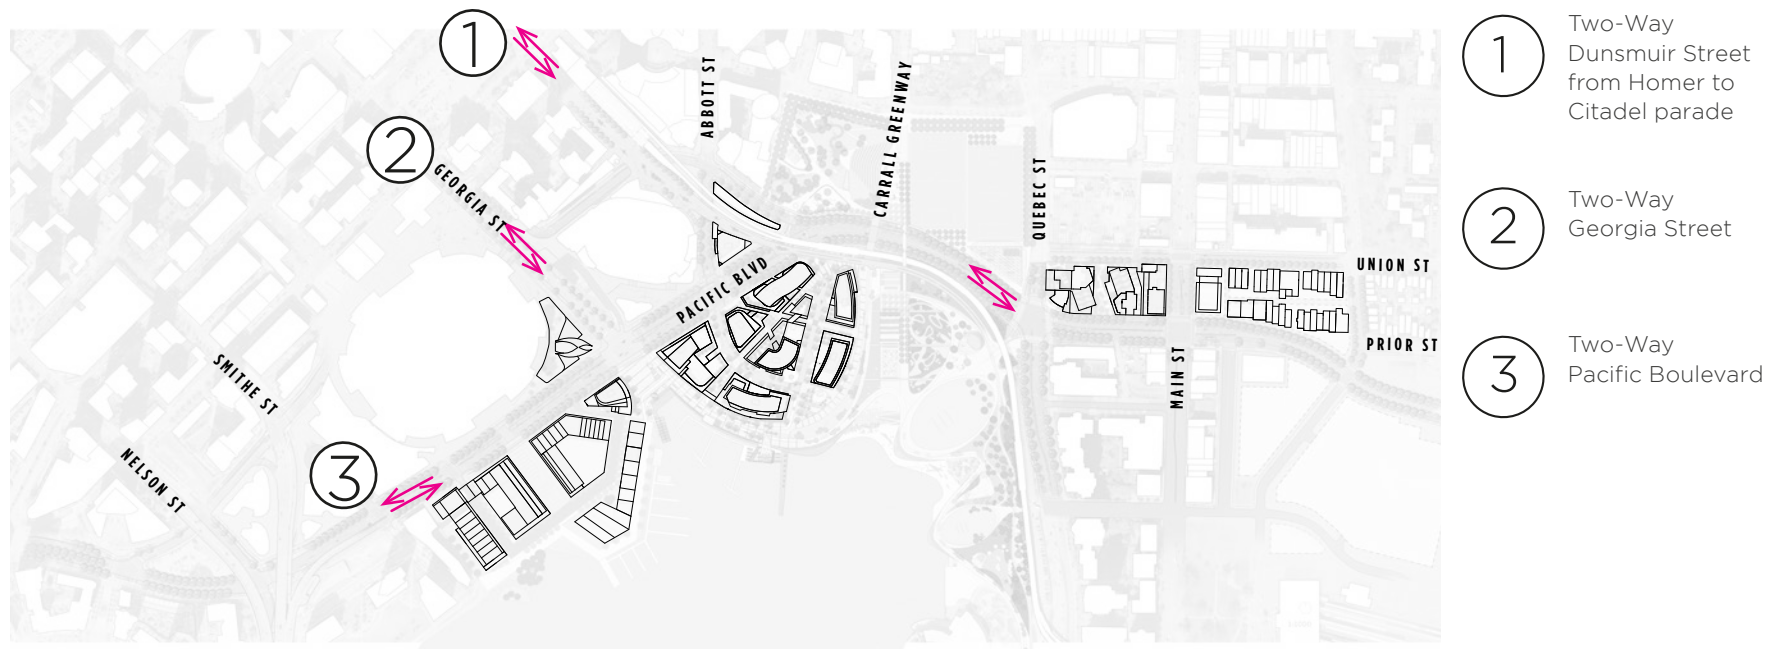 1
2
3
ABBOTT ST
CARRALL GREENWAY
QUEBEC ST
GEORGIA ST
PACIFIC BLVD
UNION ST
PRIOR ST
MAIN ST
SMITHE ST
NELSON ST
1
Two-Way
Dunsmuir Street
from Homer to
Citadel parade
2
Two-Way
Georgia Street
3
Two-Way
Pacific Boulevard